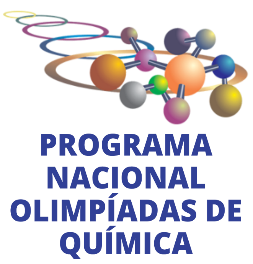 PROGRAMA
NACIONAL
OLIMPÍADAS DE
QUÍMICA